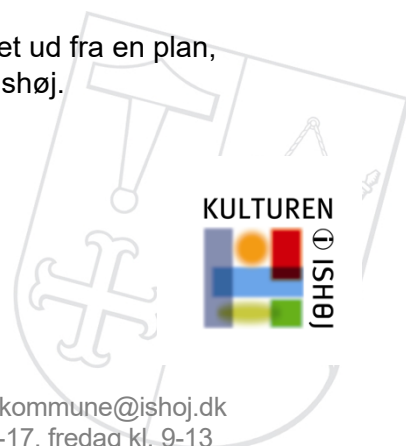 et ud fra en plan,
shøj.
KULTUREN
i ISHØJ
kommune@ishoj.dk
-17, fredag kl. 9-13